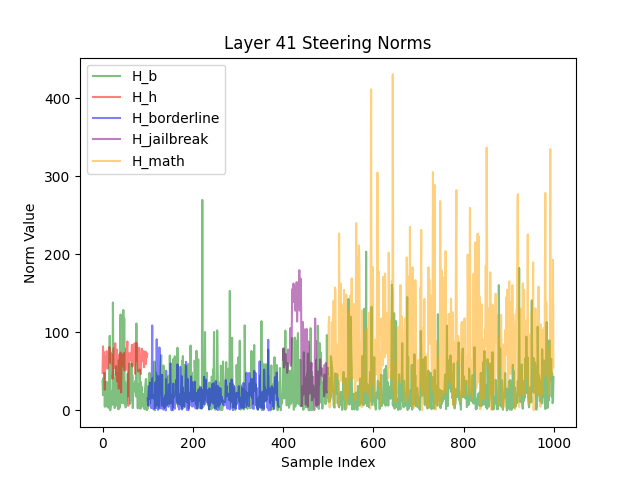 Layer 41 Steering Norms
H_b
H_h
H_borderline
H_jailbreak
H_math
Norm Value
400
300
200
100
0
0 200 400 600 800 1000
Sample Index